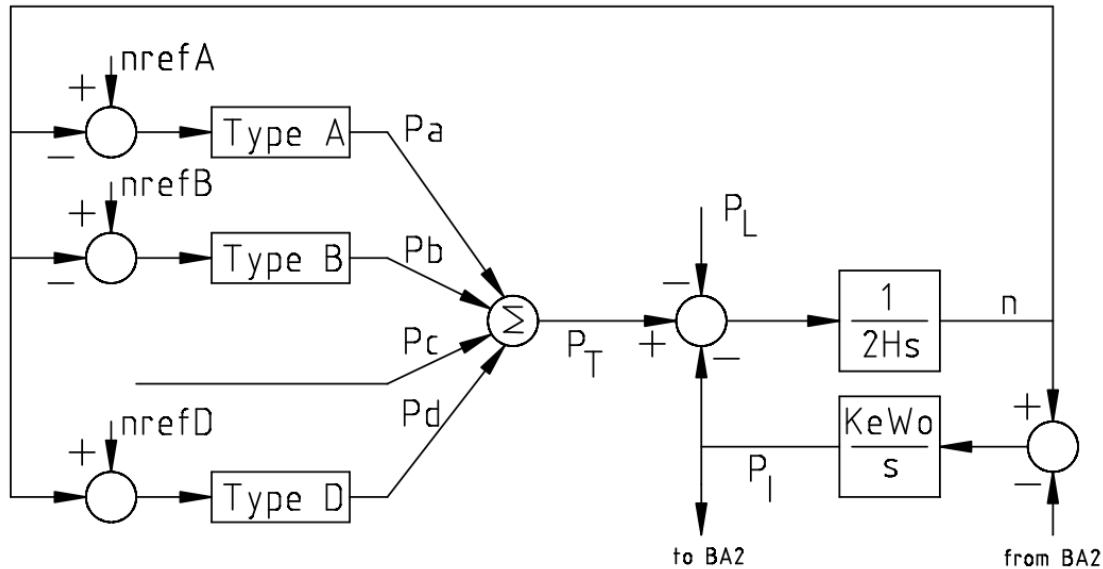 nrefA
+
−
Type A
Pa
nrefB
+
−
Type B
Pb
P_L
−
Σ
P_T
+
−
1
2Hs
n
Pc
nrefD
+
−
Type D
Pd
KeWo
s
P_I
+
−
to BA2
from BA2